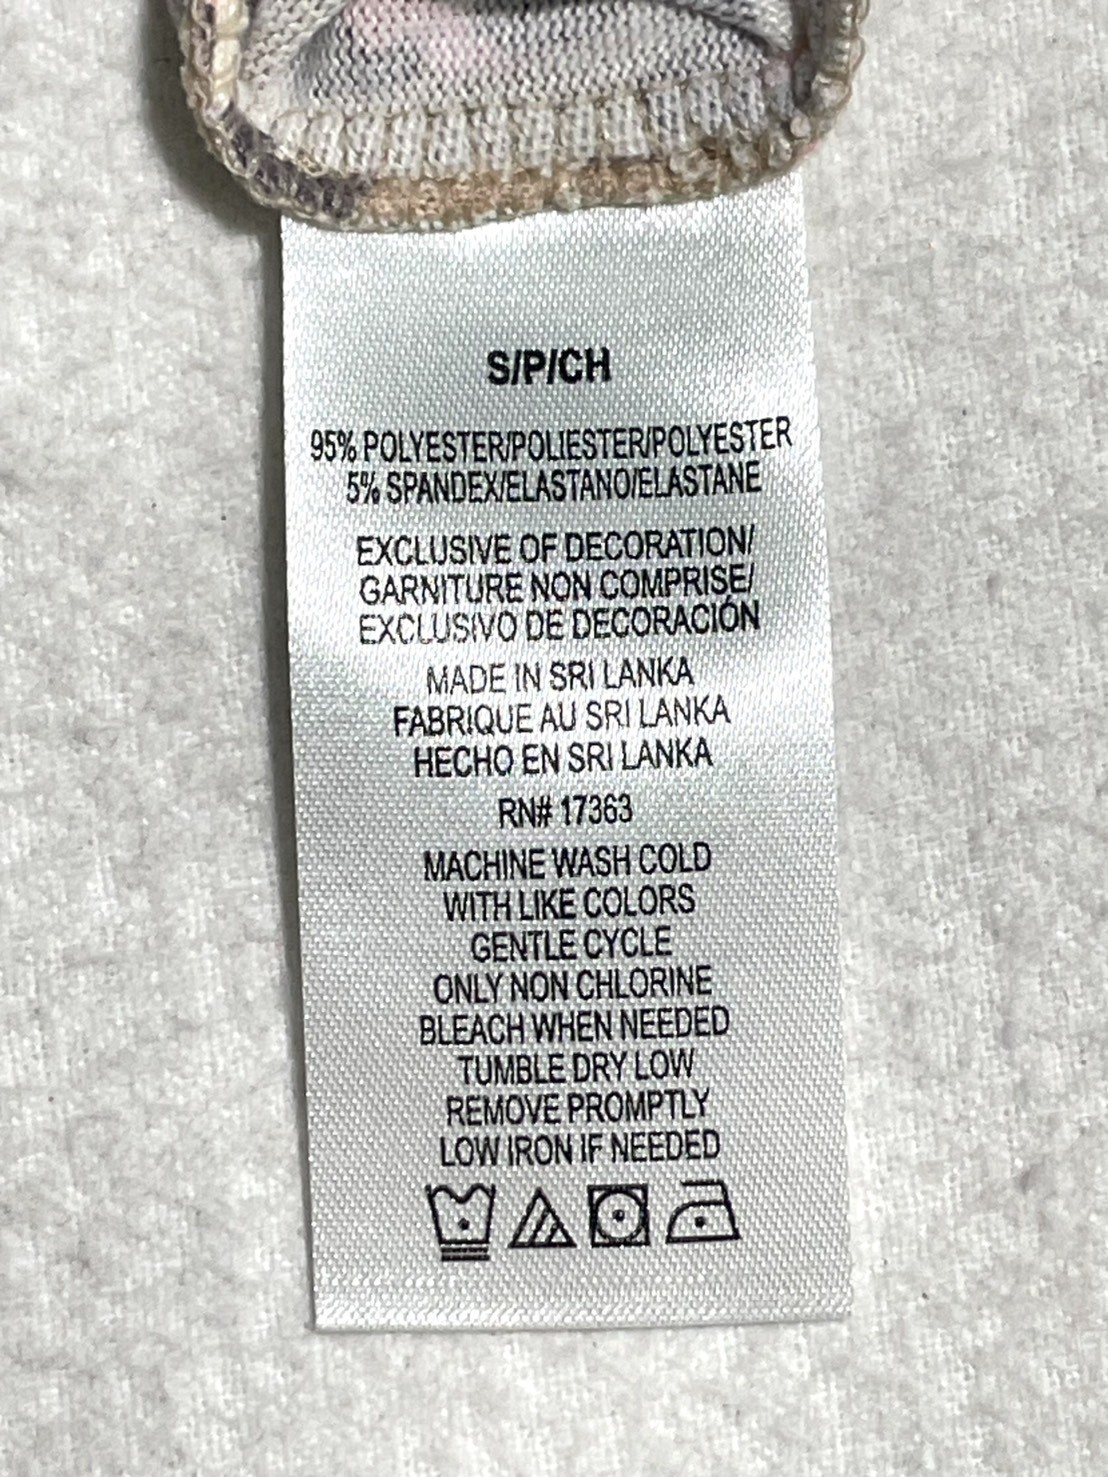 S/P/CH
95% POLYESTER/POLIESTER/POLYESTER
5% SPANDEX/ELASTANO/ELASTANE
EXCLUSIVE OF DECORATION/
GARNITURE NON COMPRISE/
EXCLUSIVO DE DECORACIÓN
MADE IN SRI LANKA
FABRIQUE AU SRI LANKA
HECHO EN SRI LANKA
RN# 17363
MACHINE WASH COLD
WITH LIKE COLORS
GENTLE CYCLE
ONLY NON CHLORINE
BLEACH WHEN NEEDED
TUMBLE DRY LOW
REMOVE PROMPTLY
LOW IRON IF NEEDED